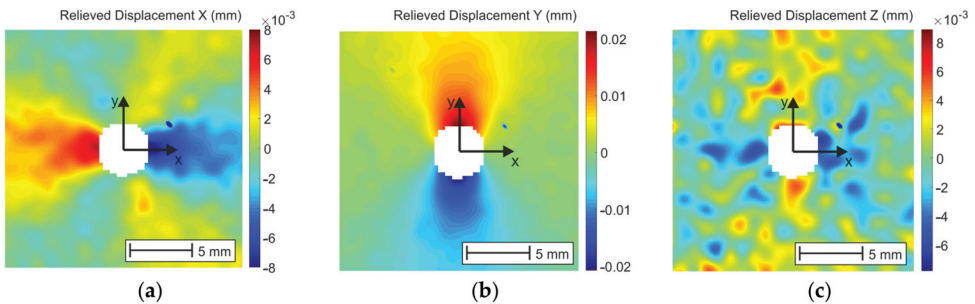 Relieved Displacement X (mm)
×10⁻³
8
6
4
2
0
-2
-4
-6
-8
y
x
5 mm
(a)
Relieved Displacement Y (mm)
0.02
0.01
0
-0.01
-0.02
y
x
5 mm
(b)
Relieved Displacement Z (mm)
×10⁻³
8
6
4
2
0
-2
-4
-6
y
x
5 mm
(c)